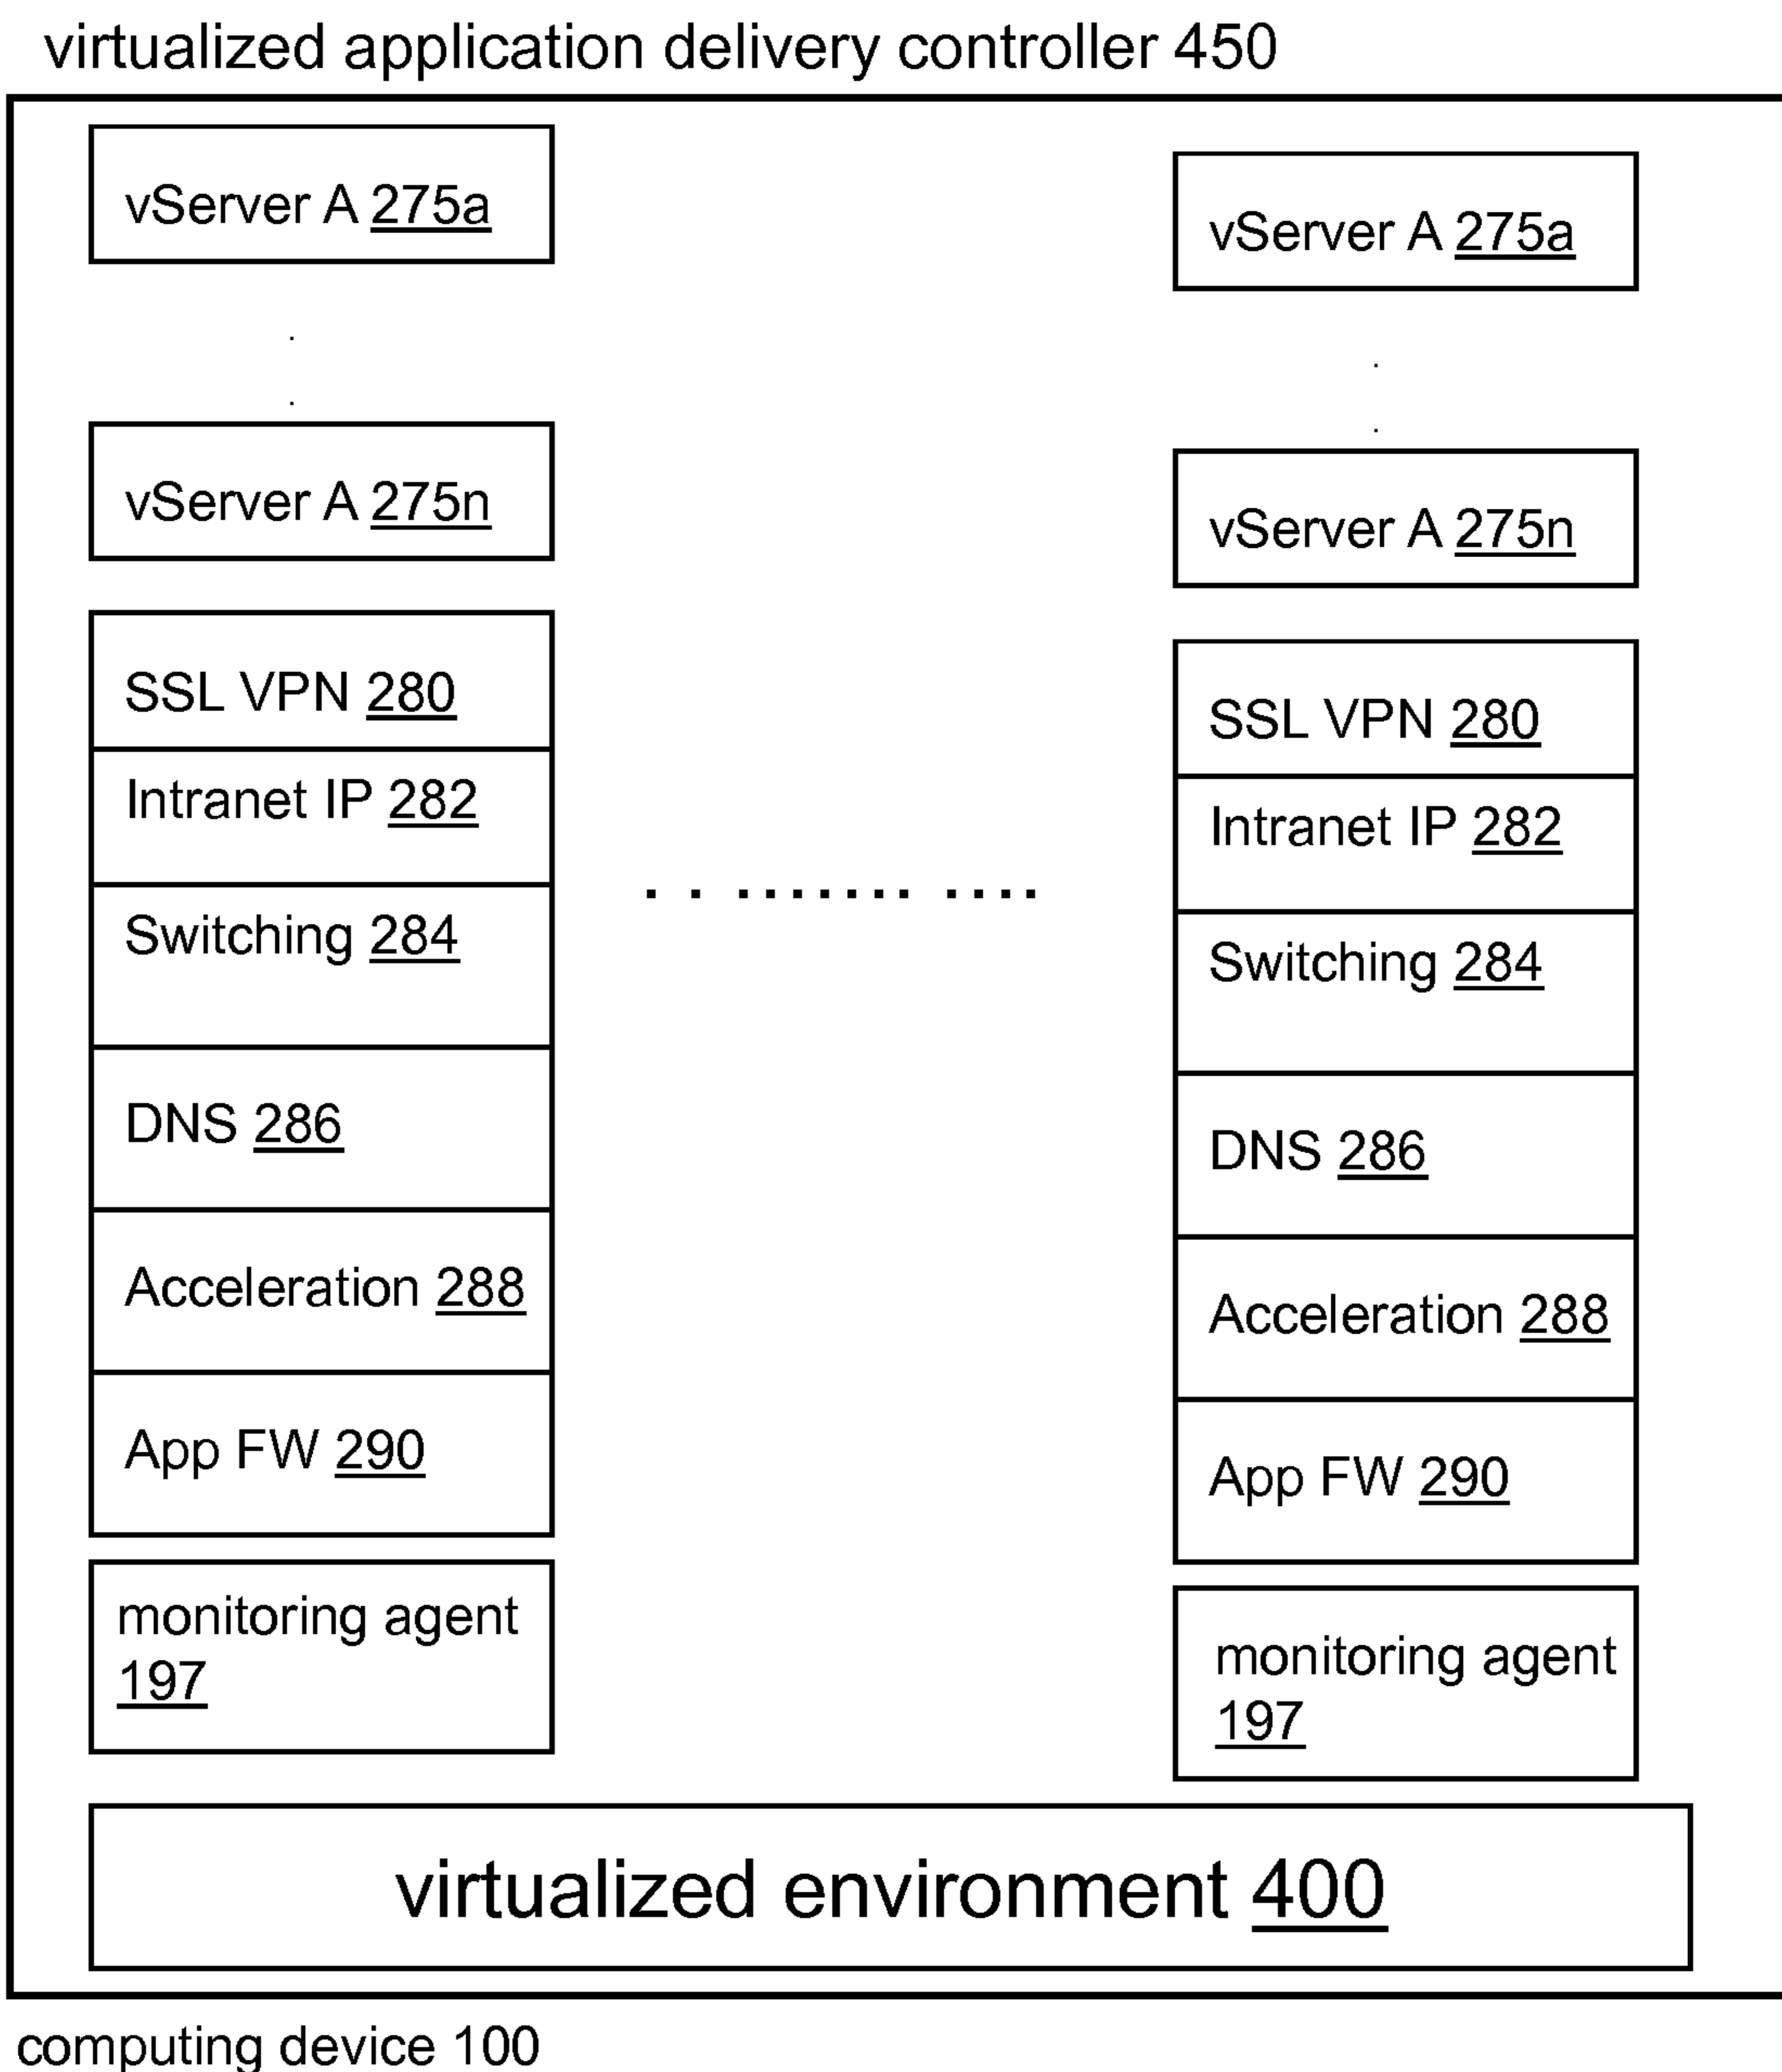 virtualized application delivery controller 450
vServer A 275a
vServer A 275n
SSL VPN 280
Intranet IP 282
Switching 284
DNS 286
Acceleration 288
App FW 290
monitoring agent
197
vServer A 275a
vServer A 275n
SSL VPN 280
Intranet IP 282
Switching 284
DNS 286
Acceleration 288
App FW 290
monitoring agent
197
virtualized environment 400
computing device 100